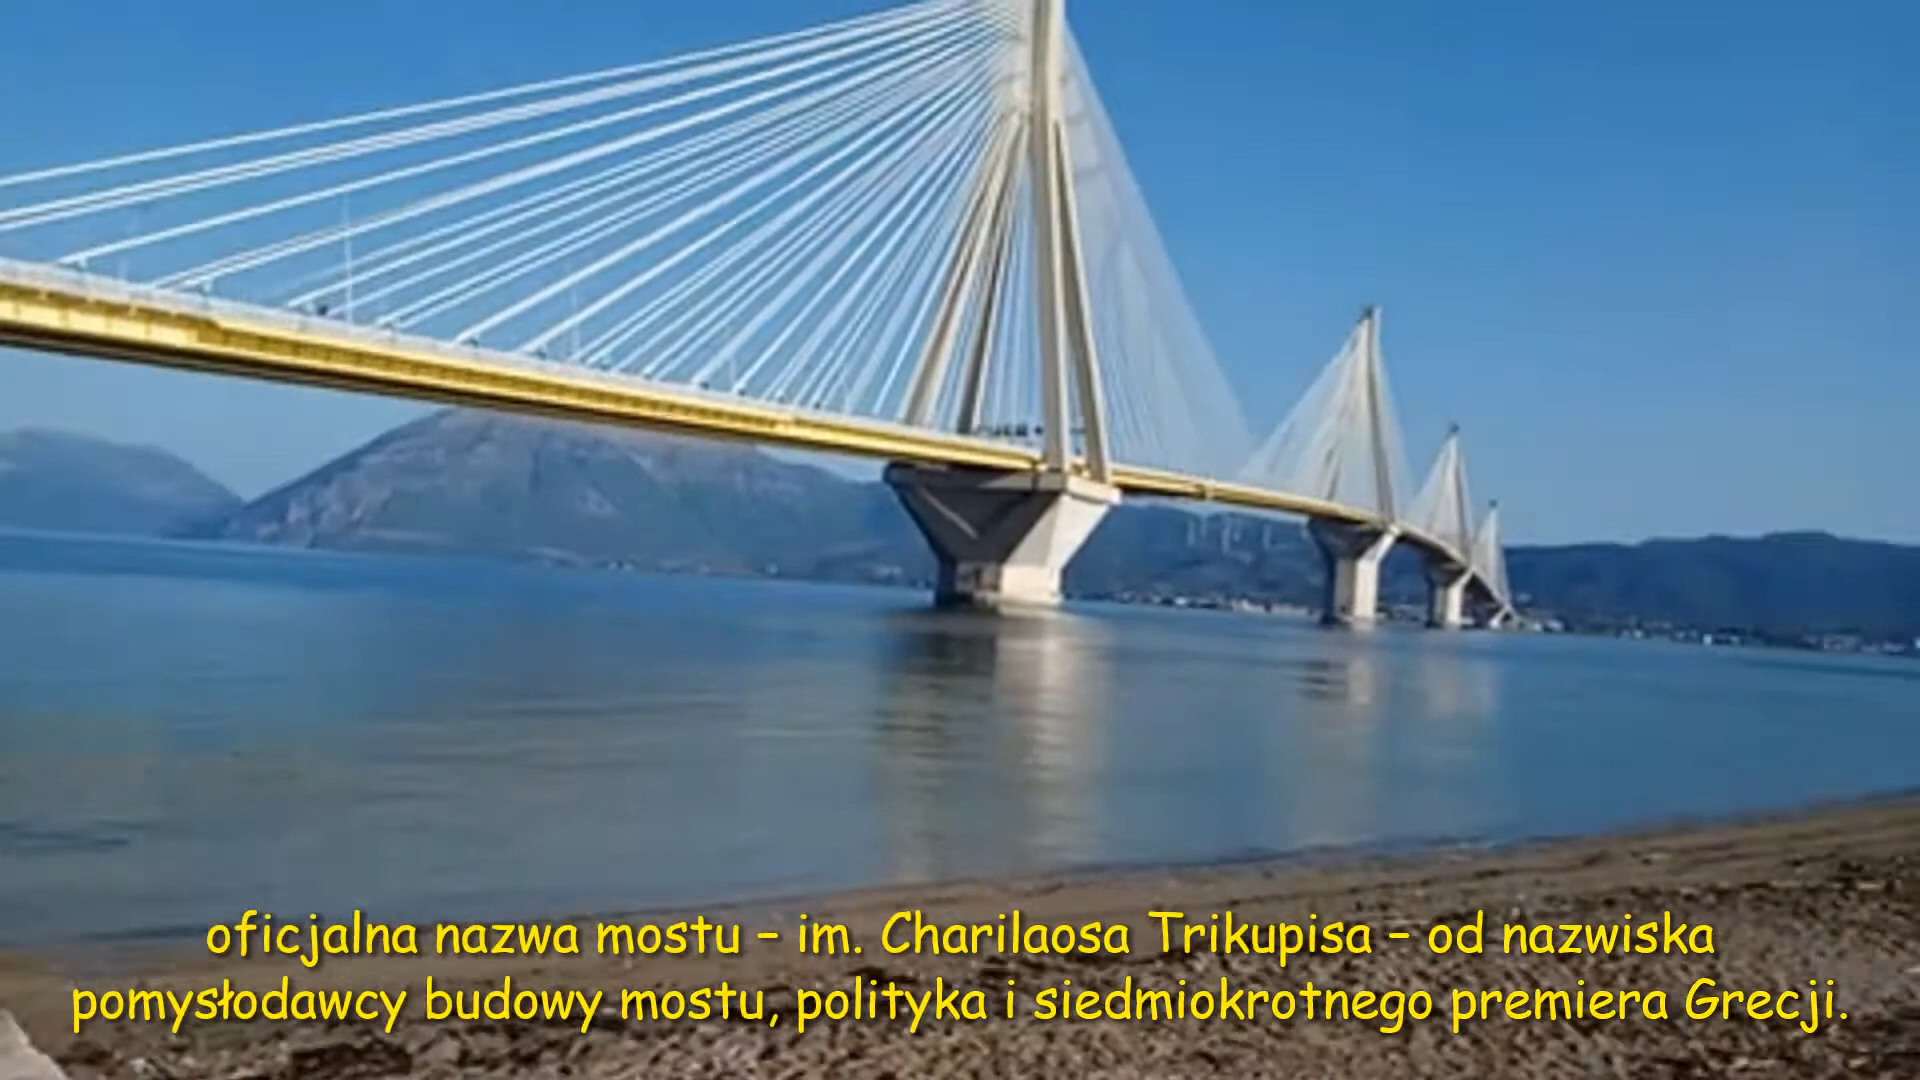 oficjalna nazwa mostu – im. Charilaosa Trikupisa – od nazwiska
pomysłodawcy budowy mostu, polityka i siedmiokrotnego premiera Grecji.